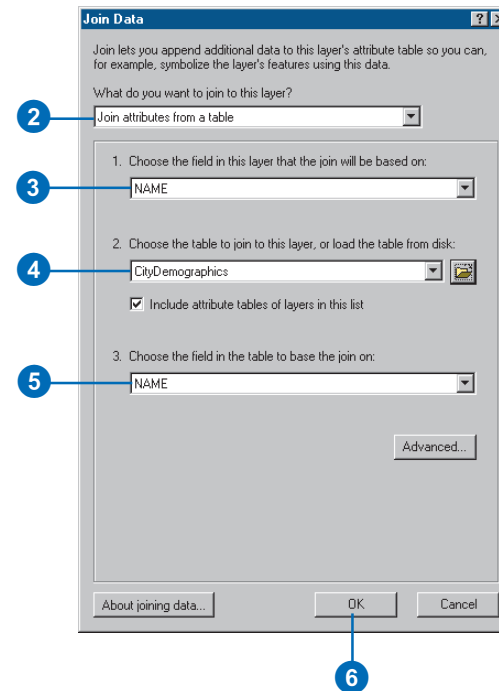 Join Data
Join lets you append additional data to this layer's attribute table so you can,
for example, symbolize the layer's features using this data.
What do you want to join to this layer?
2
Join attributes from a table
1. Choose the field in this layer that the join will be based on:
3
NAME
2. Choose the table to join to this layer, or load the table from disk:
4
CityDemographics
Include attribute tables of layers in this list
3. Choose the field in the table to base the join on:
5
NAME
Advanced...
About joining data...
OK
Cancel
6